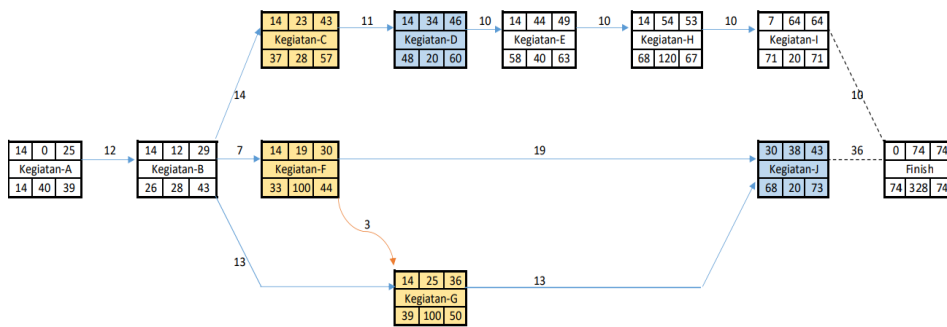 14 23 43
Kegiatan-C
37 28 57
11
14 34 46
Kegiatan-D
48 20 60
10
14 44 49
Kegiatan-E
58 40 63
10
14 54 53
Kegiatan-H
68 120 67
10
7 64 64
Kegiatan-I
71 20 71
14
10
14 0 25
Kegiatan-A
14 40 39
12
14 12 29
Kegiatan-B
26 28 43
7
14 19 30
Kegiatan-F
33 100 44
19
30 38 43
Kegiatan-J
68 20 73
36
0 74 74
Finish
74 328 74
3
13
14 25 36
Kegiatan-G
39 100 50
13